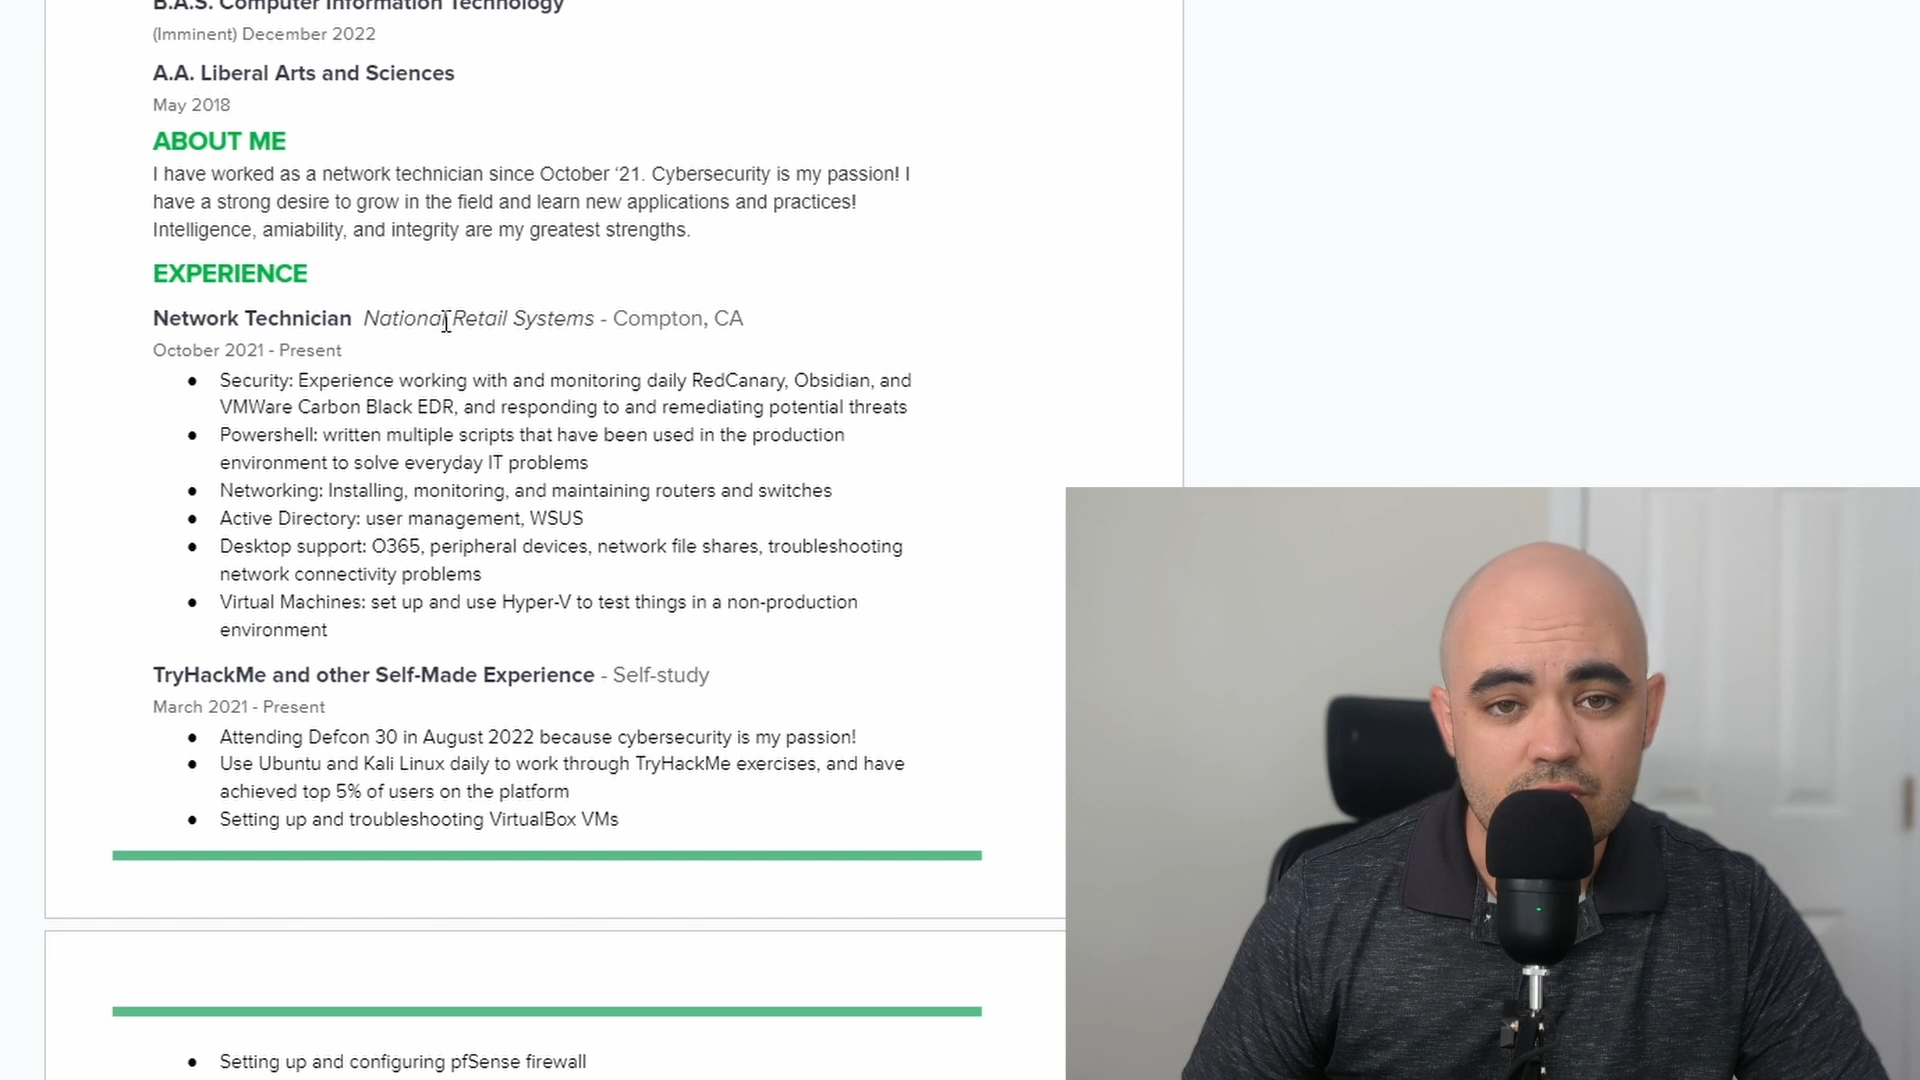 B.A.S. Computer Information Technology
(Imminent) December 2022
A.A. Liberal Arts and Sciences
May 2018
ABOUT ME
I have worked as a network technician since October ‘21. Cybersecurity is my passion! I
have a strong desire to grow in the field and learn new applications and practices!
Intelligence, amiability, and integrity are my greatest strengths.
EXPERIENCE
Network Technician National Retail Systems - Compton, CA
October 2021 - Present
● Security: Experience working with and monitoring daily RedCanary, Obsidian, and
VMWare Carbon Black EDR, and responding to and remediating potential threats
● Powershell: written multiple scripts that have been used in the production
environment to solve everyday IT problems
● Networking: Installing, monitoring, and maintaining routers and switches
● Active Directory: user management, WSUS
● Desktop support: O365, peripheral devices, network file shares, troubleshooting
network connectivity problems
● Virtual Machines: set up and use Hyper-V to test things in a non-production
environment
TryHackMe and other Self-Made Experience - Self-study
March 2021 - Present
● Attending Defcon 30 in August 2022 because cybersecurity is my passion!
● Use Ubuntu and Kali Linux daily to work through TryHackMe exercises, and have
achieved top 5% of users on the platform
● Setting up and troubleshooting VirtualBox VMs
● Setting up and configuring pfSense firewall